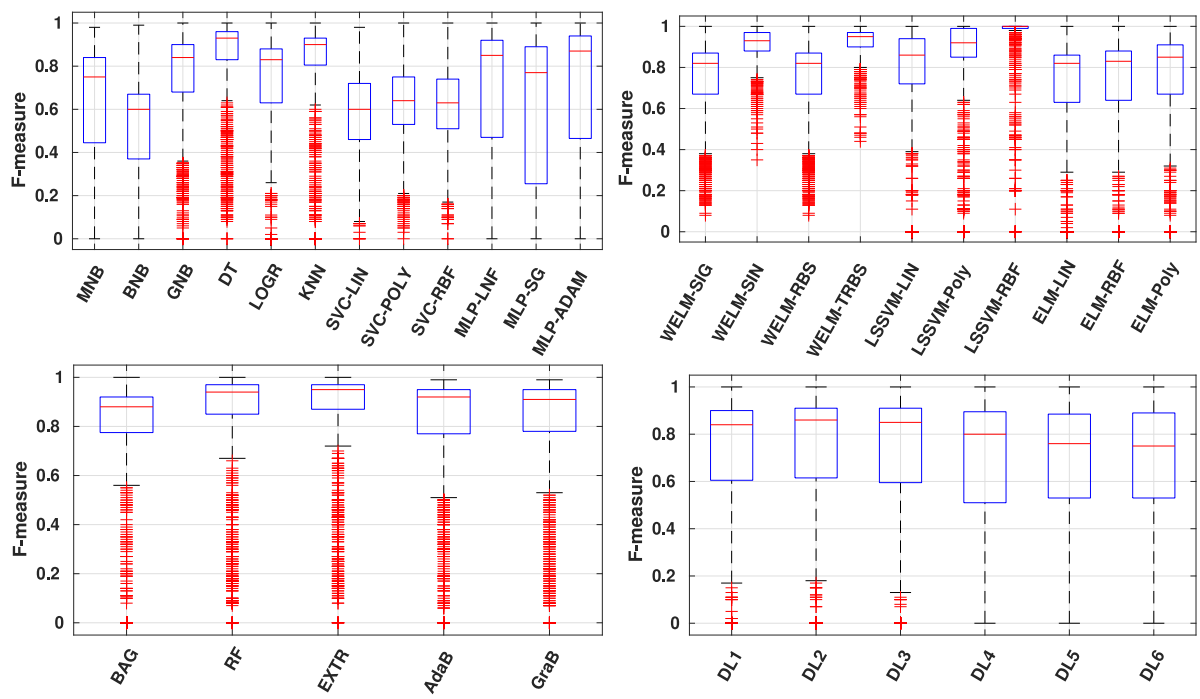 F-measure
1
0.8
0.6
0.4
0.2
0
MNB
BNB
GNB
DT
LOGR
KNN
SVC-LIN
SVC-POLY
SVC-RBF
MLP-LNF
MLP-SG
MLP-ADAM
F-measure
1
0.8
0.6
0.4
0.2
0
WELM-SIG
WELM-SIN
WELM-RBS
WELM-TRBS
LSSVM-LIN
LSSVM-Poly
LSSVM-RBF
ELM-LIN
ELM-RBF
ELM-Poly
F-measure
1
0.8
0.6
0.4
0.2
0
BAG
RF
EXTR
AdaB
GraB
F-measure
1
0.8
0.6
0.4
0.2
0
DL1
DL2
DL3
DL4
DL5
DL6